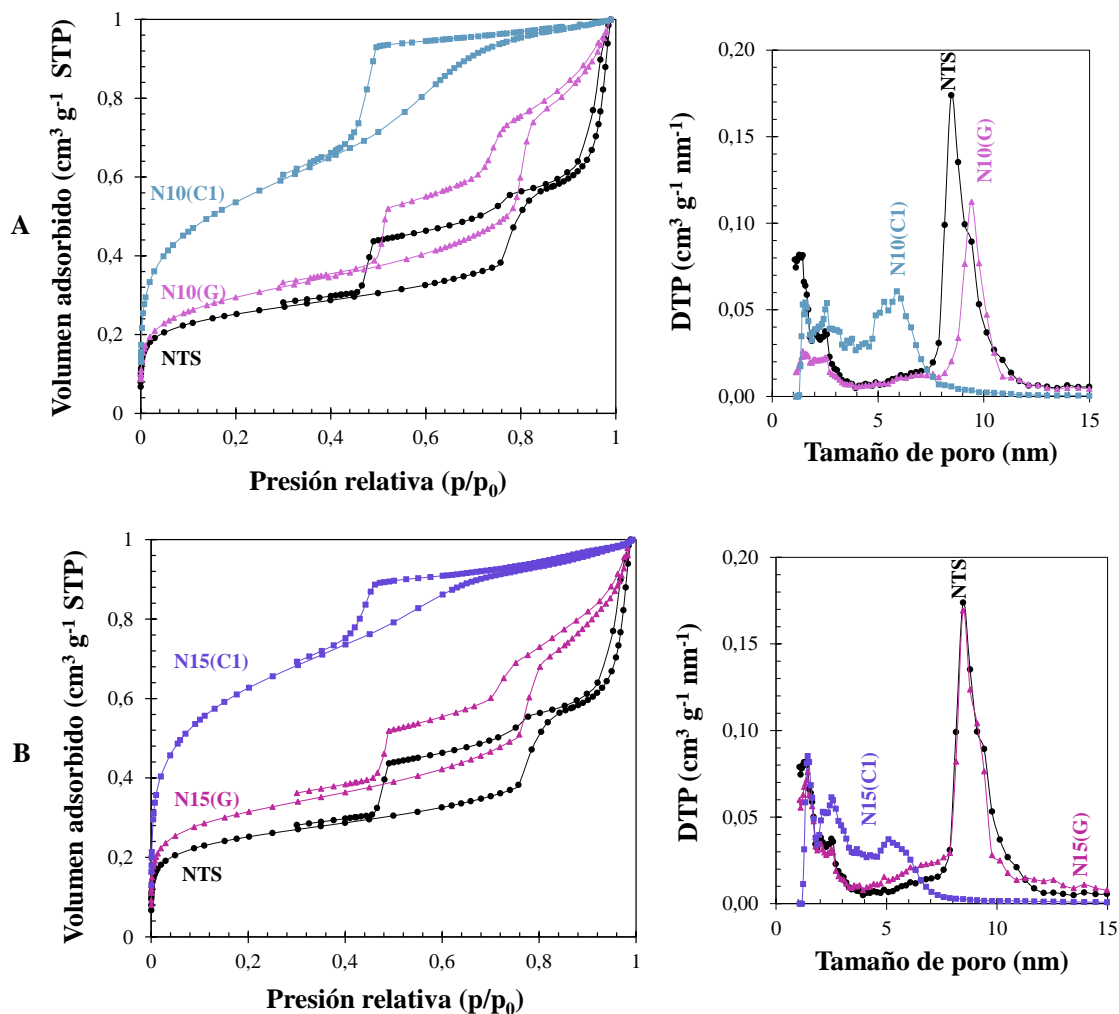 A
Volumen adsorbido (cm³ g⁻¹ STP)
1
0,8
0,6
0,4
0,2
0
N10(C1)
N10(G)
NTS
0
0,2
0,4
0,6
0,8
1
Presión relativa (p/p₀)
DTP (cm³ g⁻¹ nm⁻¹)
0,20
0,15
0,10
0,05
0,00
NTS
N10(G)
N10(C1)
0
5
10
15
Tamaño de poro (nm)
B
Volumen adsorbido (cm³ g⁻¹ STP)
1
0,8
0,6
0,4
0,2
0
N15(C1)
N15(G)
NTS
0
0,2
0,4
0,6
0,8
1
Presión relativa (p/p₀)
DTP (cm³ g⁻¹ nm⁻¹)
0,20
0,15
0,10
0,05
0,00
NTS
N15(C1)
N15(G)
0
5
10
15
Tamaño de poro (nm)